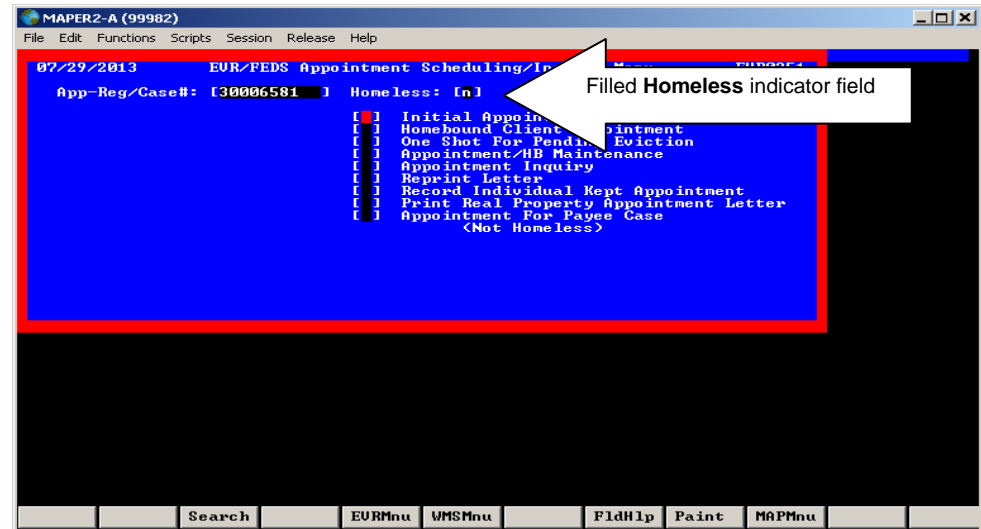 MAPER2-A (99982)
File Edit Functions Scripts Session Release Help
07/29/2013 EVR/FEDS Appointment Scheduling/In
App-Reg/Case#: [30006581 ] Homeless: [n]
Filled Homeless indicator field
[ ] Initial Appoin
[ ] Homebound Client pointment
[ ] One Shot For Pendin Eviction
[ ] Appointment/HB Maintenance
[ ] Appointment Inquiry
[ ] Reprint Letter
[ ] Record Individual Kept Appointment
[ ] Print Real Property Appointment Letter
[ ] Appointment For Payee Case
<Not Homeless>
Search EVRMnu WMSMnu FldHlp Paint MAPMnu